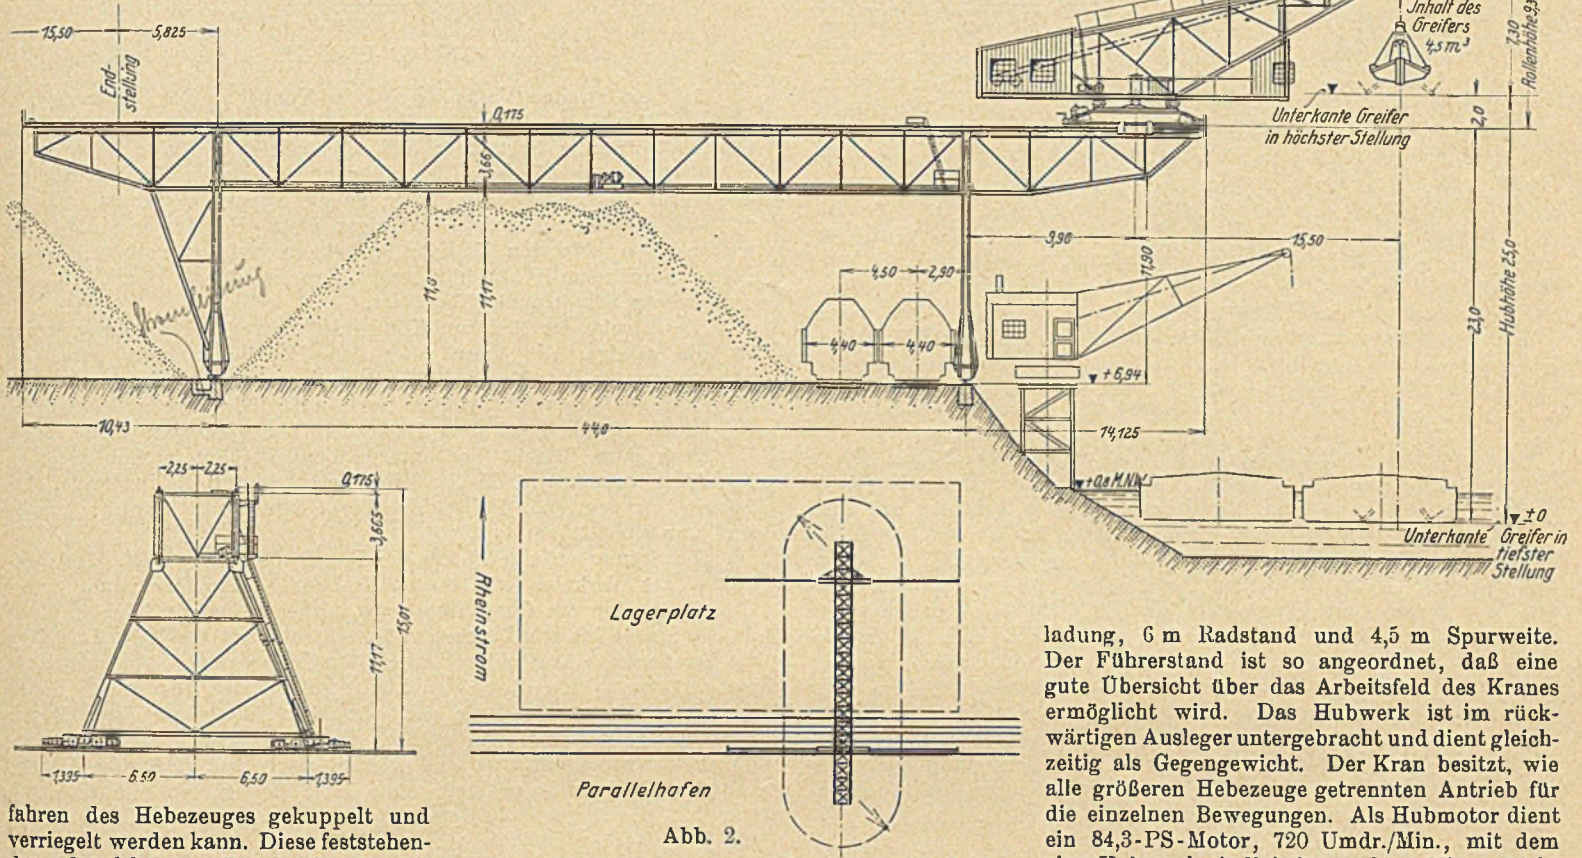 15,50
5,825
End-
stellung
0,175
3,66
11,0
11,17
4,50
2,90
4,40
4,40
9,90
15,50
11,90
+6,94
10,43
44,0
14,125
+0,8 M.N.W.
Inhalt des
Greifers
4,5 m³
7,30
Rollenhöhe 9,3
2,0
Unterkante Greifer
in höchster Stellung
23,0
Hubhöhe 25,0
±0
Unterkante Greifer in
tiefster
Stellung
2,25
2,25
0,175
3,665
15,01
11,17
1,395
6,50
6,50
1,395
Rheinstrom
Lagerplatz
Parallelhafen
Abb. 2.
fahren des Hebezeuges gekuppelt und
verriegelt werden kann. Diese feststehen-
ladung, 6 m Radstand und 4,5 m Spurweite.
Der Führerstand ist so angeordnet, daß eine
gute Übersicht über das Arbeitsfeld des Kranes
ermöglicht wird. Das Hubwerk ist im rück-
wärtigen Ausleger untergebracht und dient gleich-
zeitig als Gegengewicht. Der Kran besitzt, wie
alle größeren Hebezeuge getrennten Antrieb für
die einzelnen Bewegungen. Als Hubmotor dient
ein 84,3-PS-Motor, 720 Umdr./Min., mit dem